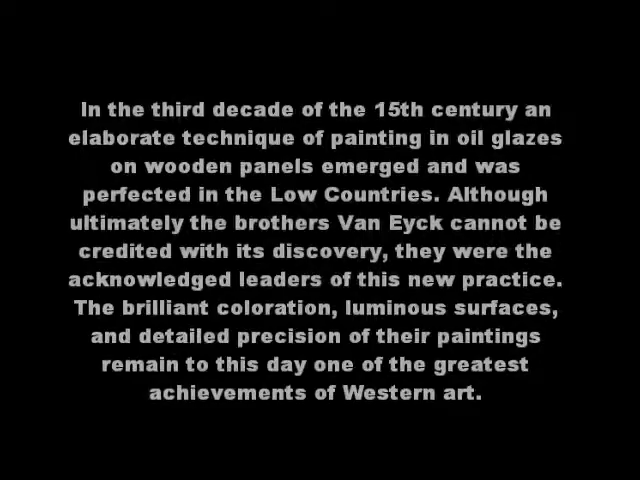 In the third decade of the 15th century an
elaborate technique of painting in oil glazes
on wooden panels emerged and was
perfected in the Low Countries. Although
ultimately the brothers Van Eyck cannot be
credited with its discovery, they were the
acknowledged leaders of this new practice.
The brilliant coloration, luminous surfaces,
and detailed precision of their paintings
remain to this day one of the greatest
achievements of Western art.